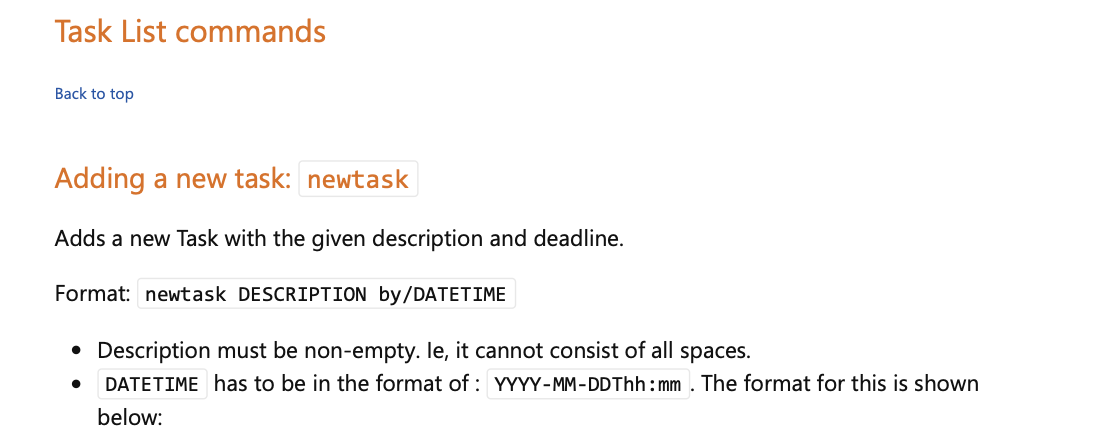 Task List commands
Back to top
Adding a new task: newtask
Adds a new Task with the given description and deadline.
Format: newtask DESCRIPTION by/DATETIME
Description must be non-empty. Ie, it cannot consist of all spaces.
DATETIME has to be in the format of : YYYY-MM-DDThh:mm. The format for this is shown
below: